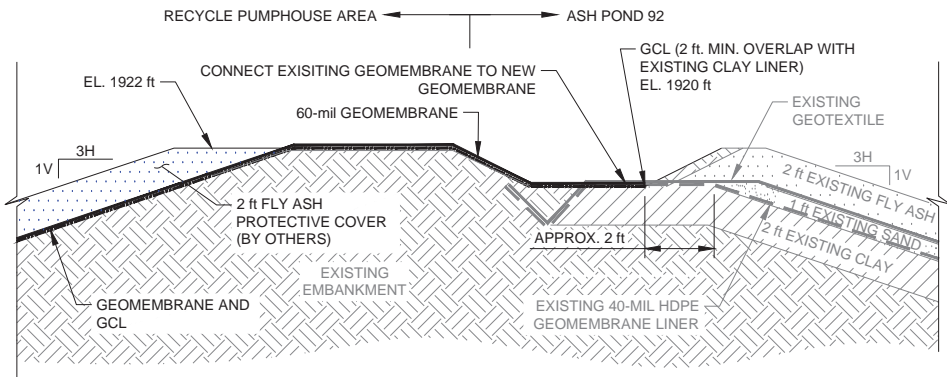 RECYCLE PUMPHOUSE AREA
ASH POND 92
GCL (2 ft. MIN. OVERLAP WITH
EXISTING CLAY LINER)
EL. 1920 ft
CONNECT EXISITING GEOMEMBRANE TO NEW
GEOMEMBRANE
EL. 1922 ft
60-mil GEOMEMBRANE
EXISTING
GEOTEXTILE
3H
1V
3H
1V
2 ft EXISTING FLY ASH
1 ft EXISTING SAND
2 ft EXISTING CLAY
2 ft FLY ASH
PROTECTIVE COVER
(BY OTHERS)
APPROX. 2 ft
EXISTING
EMBANKMENT
GEOMEMBRANE AND
GCL
EXISTING 40-MIL HDPE
GEOMEMBRANE LINER